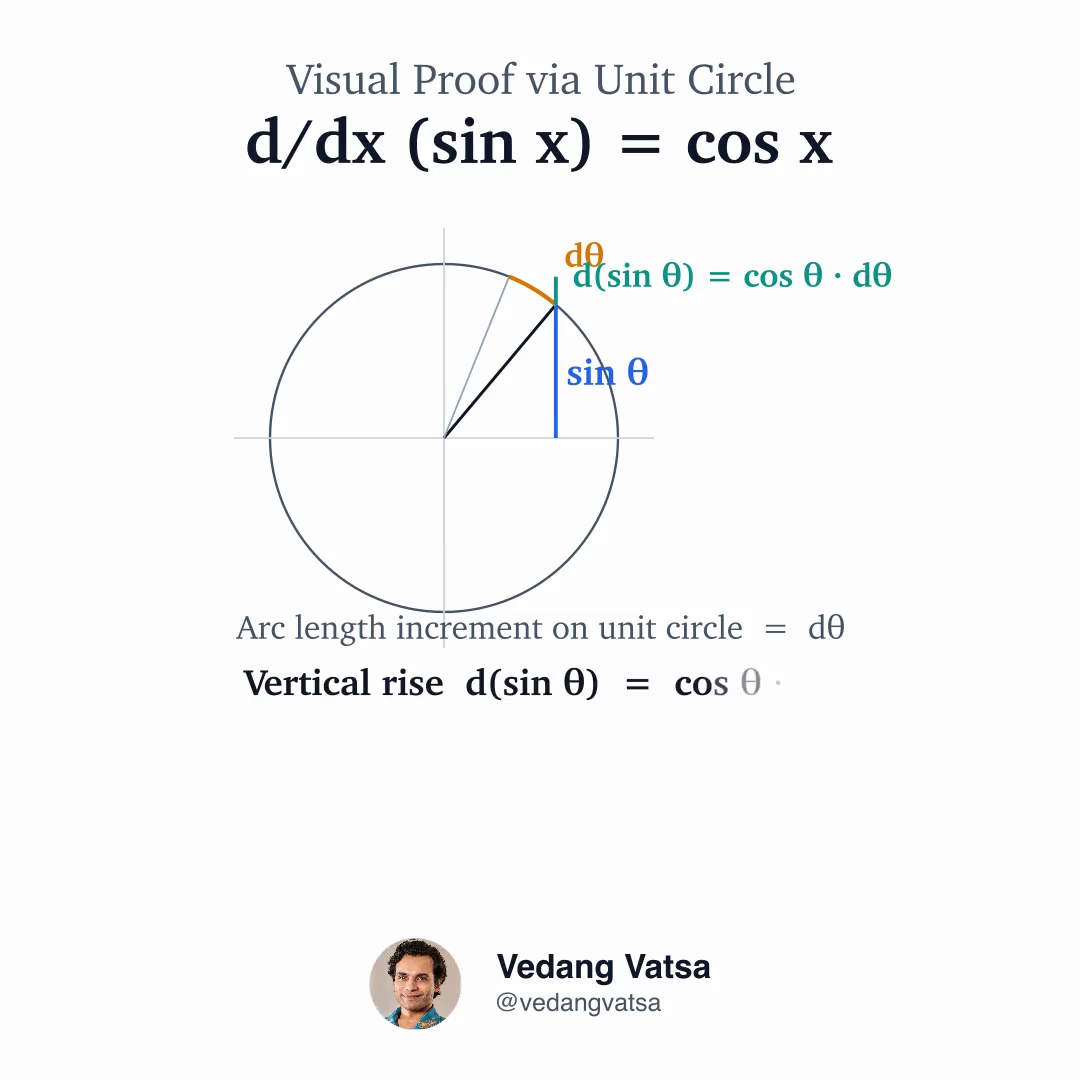 Visual Proof via Unit Circle
d/dx (sin x) = cos x
dθ
d(sin θ) = cos θ · dθ
sin θ
Arc length increment on unit circle = dθ
Vertical rise d(sin θ) = cos θ ·
Vedang Vatsa
@vedangvatsa